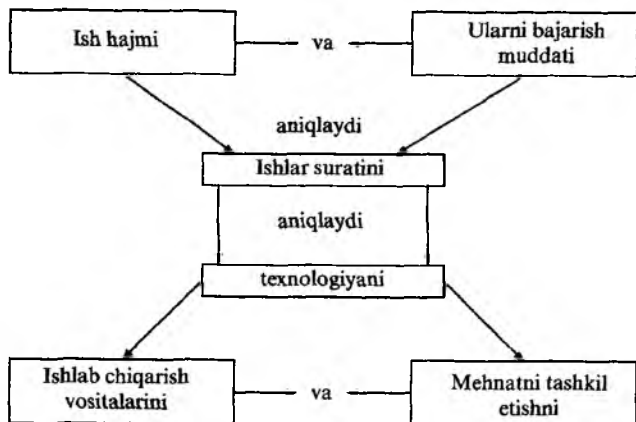 Ish hajmi
va
Ularni bajarish
muddati
aniqlaydi
Ishlar suratini
aniqlaydi
texnologiyani
Ishlab chiqarish
vositalarini
va
Mehnatni tashkil
etishni